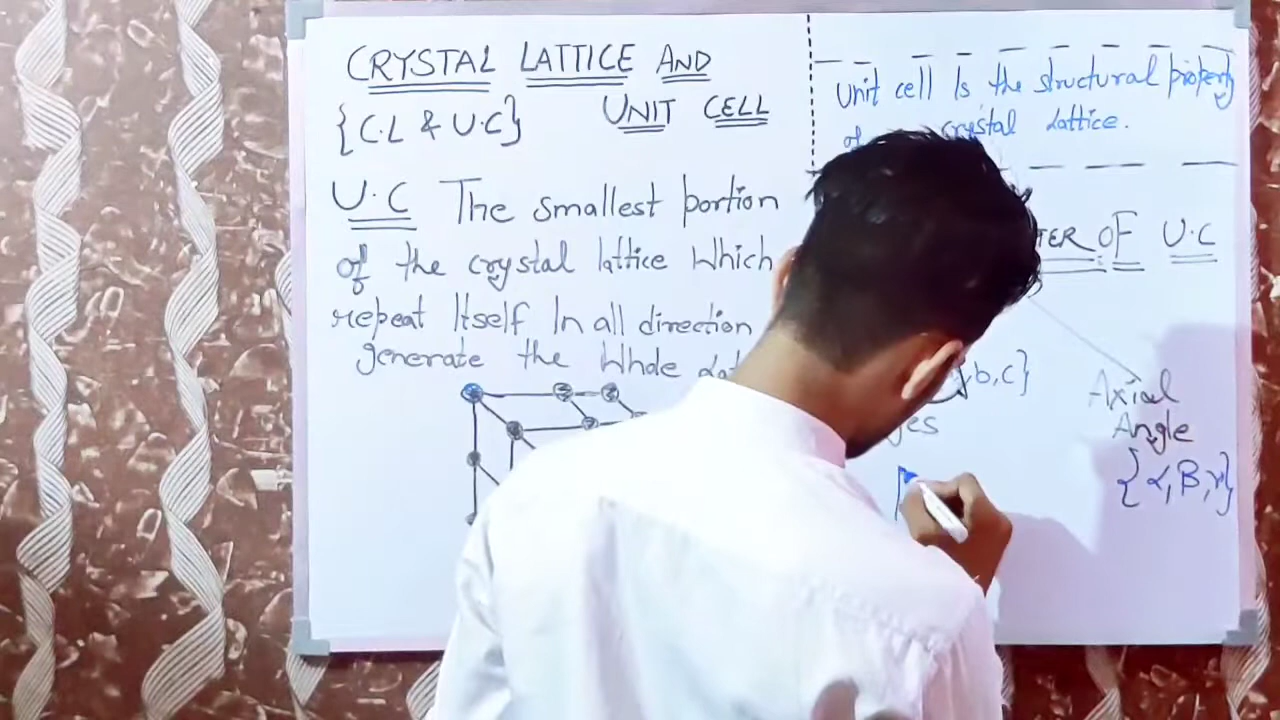 CRYSTAL LATTICE AND
{C.L & U.C} UNIT CELL
U.C The smallest portion
of the crystal lattice which
repeat Itself In all direction
generate the Whole
Unit cell Is the structural property
of crystal Lattice.
OF U.C
b,c}
Axial
Angle
{α, β, γ}